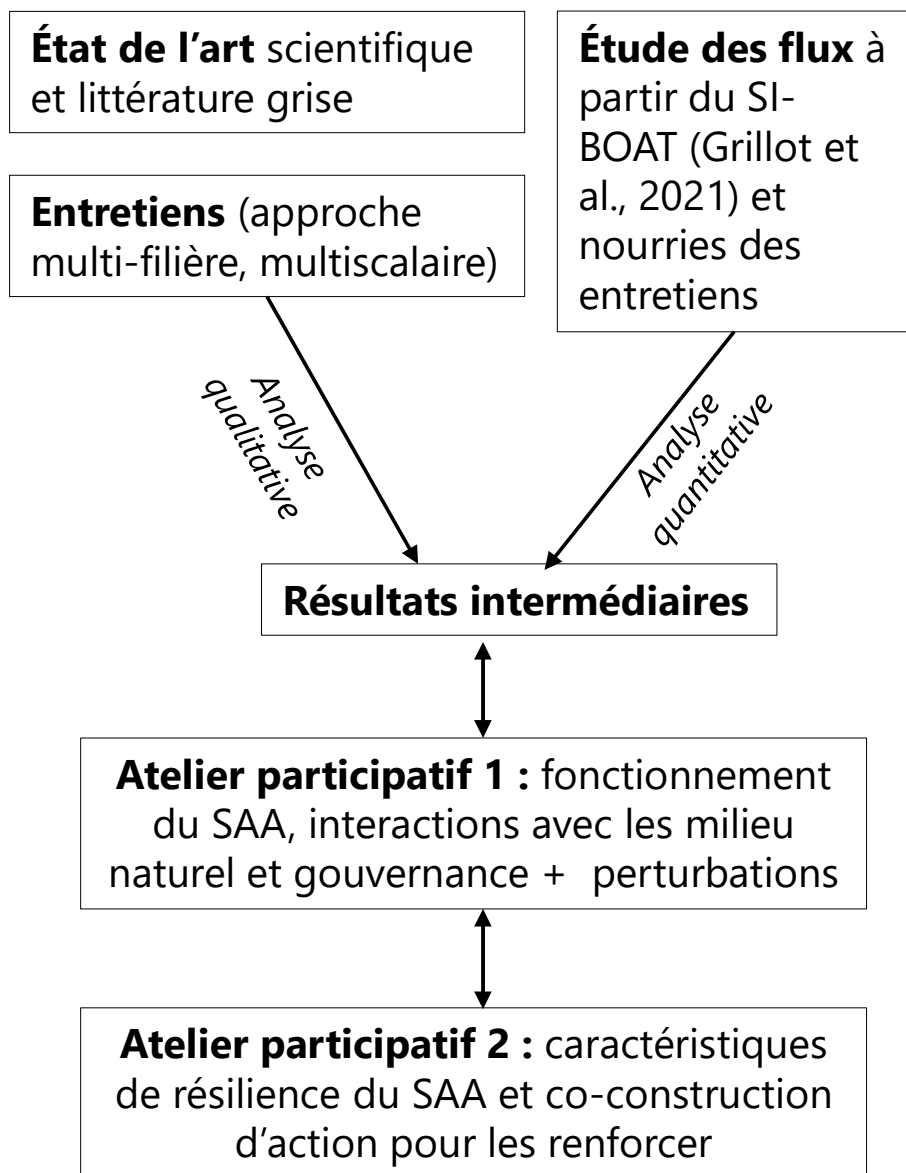 État de l’art scientifique
et littérature grise
Entretiens (approche
multi-filière, multiscalaire)
Étude des flux à
partir du SI-
BOAT (Grillot et
al., 2021) et
nourries des
entretiens
Analyse
qualitative
Analyse
quantitative
Résultats intermédiaires
Atelier participatif 1 : fonctionnement
du SAA, interactions avec les milieu
naturel et gouvernance + perturbations
Atelier participatif 2 : caractéristiques
de résilience du SAA et co-construction
d’action pour les renforcer